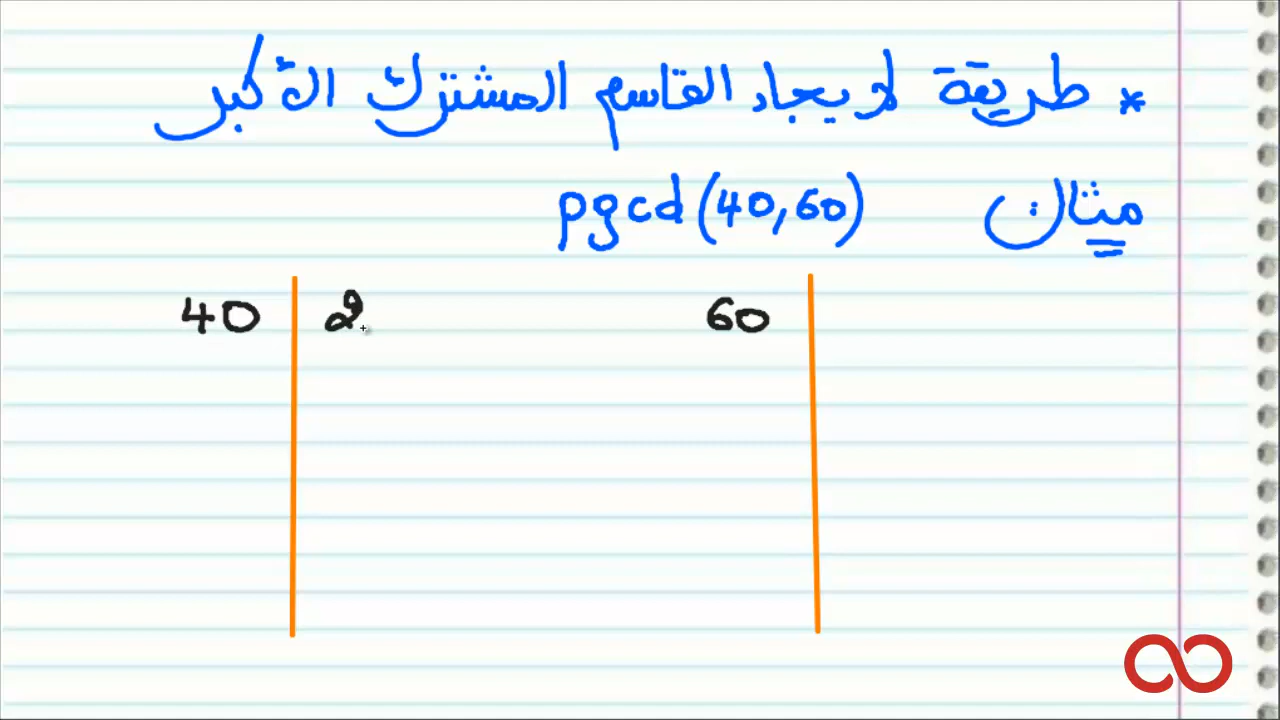 * طريقة لإيجاد القاسم المشترك الأكبر
مثال: pgcd(40,60)
40 | 2 60 |